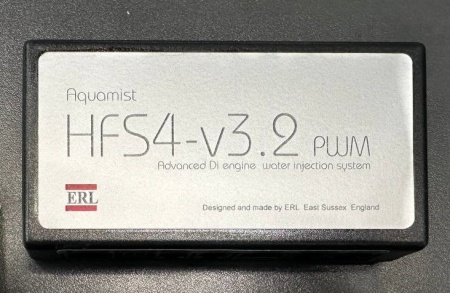 Aquamist
HFS4-v3.2 PWM
Advanced Di engine water injection system
ERL
Designed and made by ERL East Sussex England